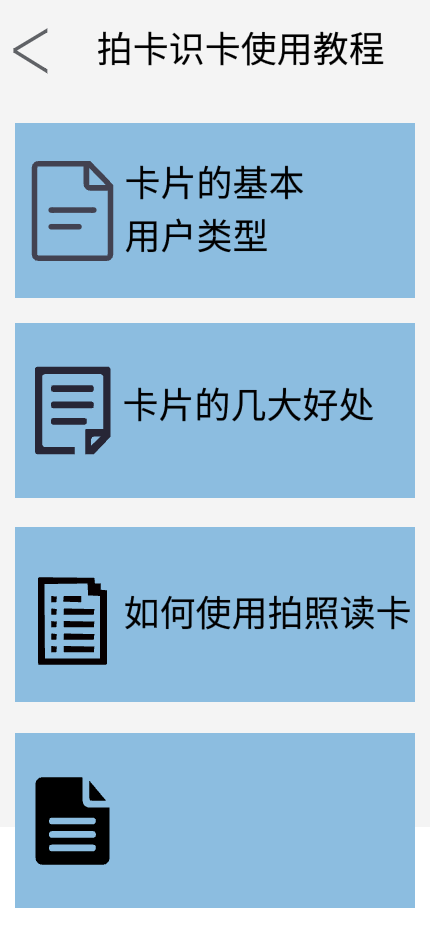 拍卡识卡使用教程
卡片的基本
用户类型
卡片的几大好处
如何使用拍照读卡